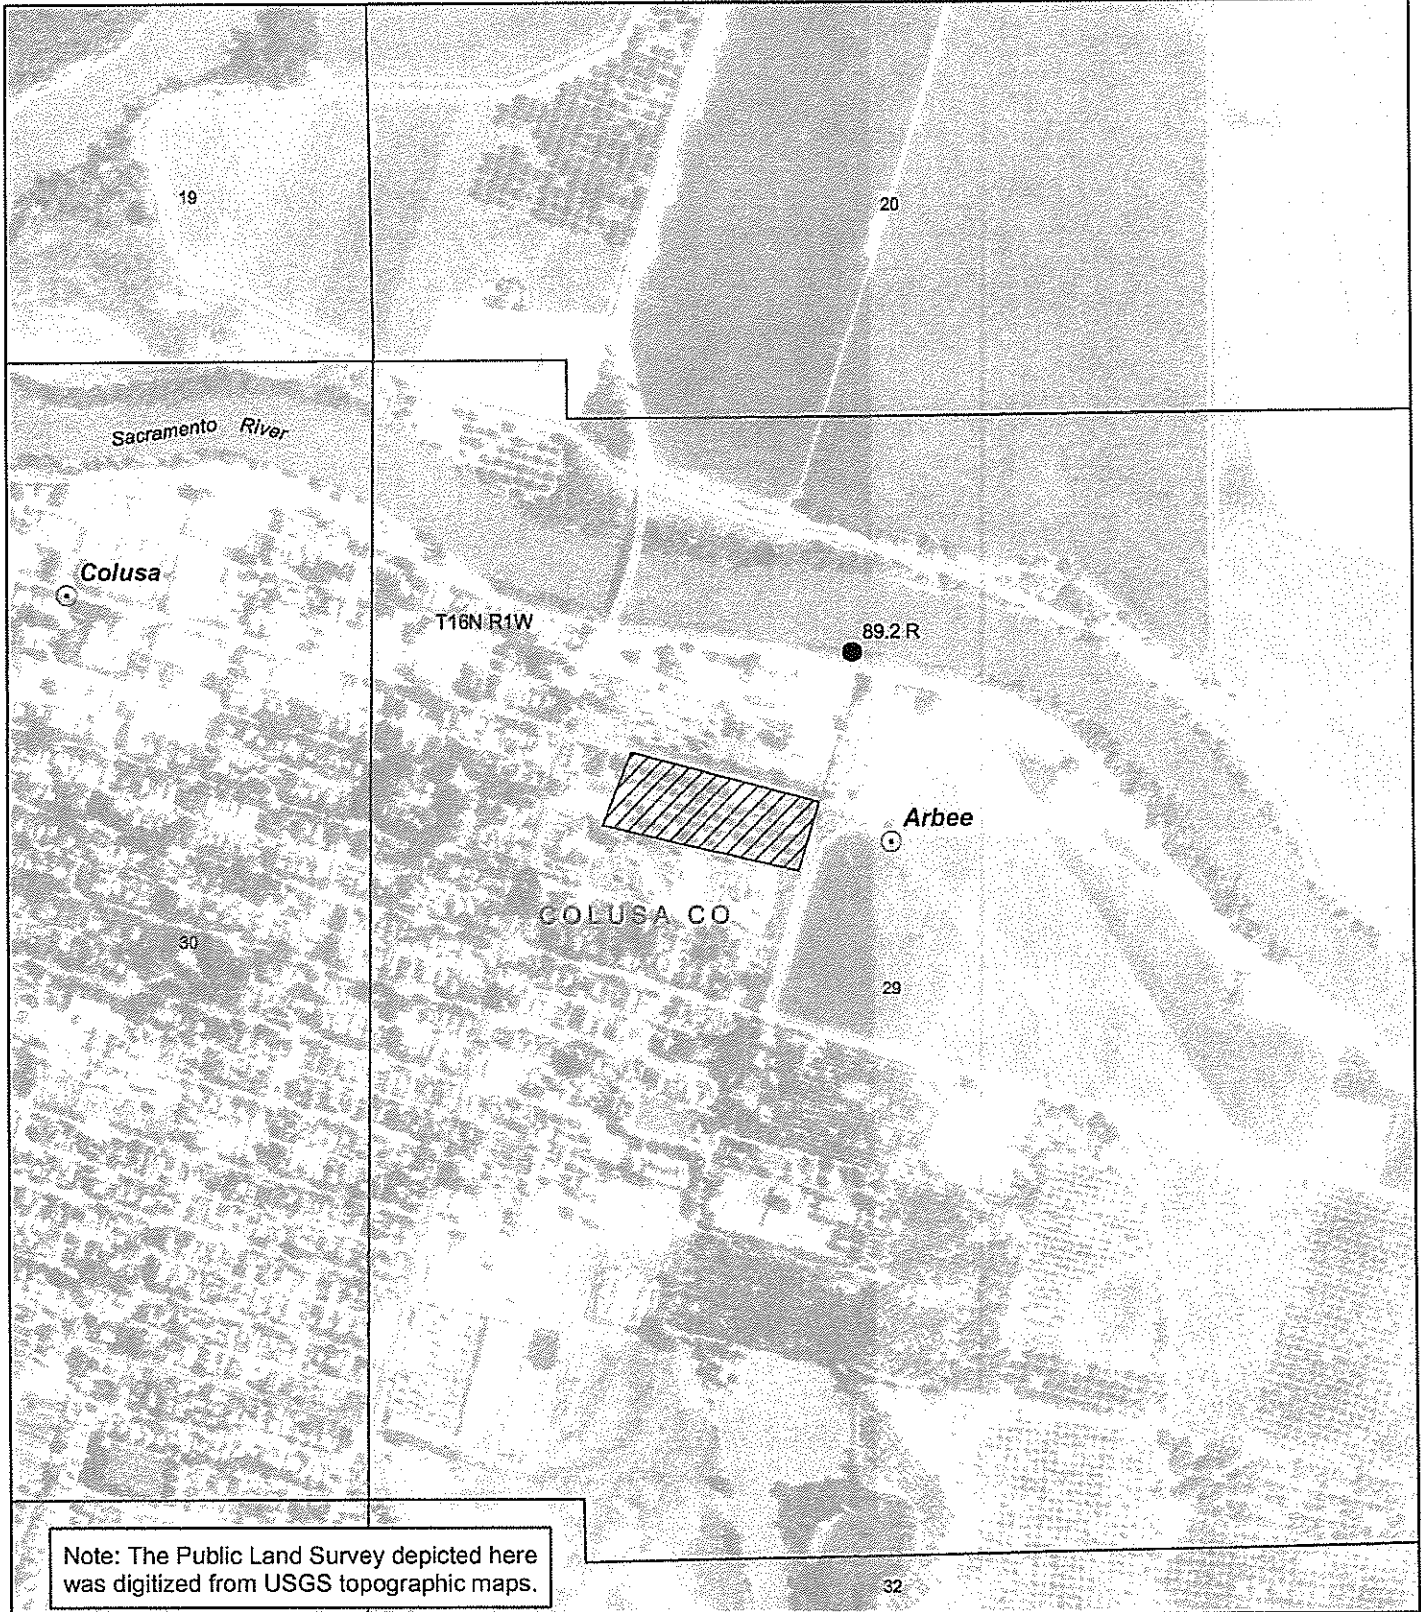 19
20
Sacramento River
Colusa
T16N R1W
89.2 R
Arbee
COLUSA CO
30
29
Note: The Public Land Survey depicted here
was digitized from USGS topographic maps.
32